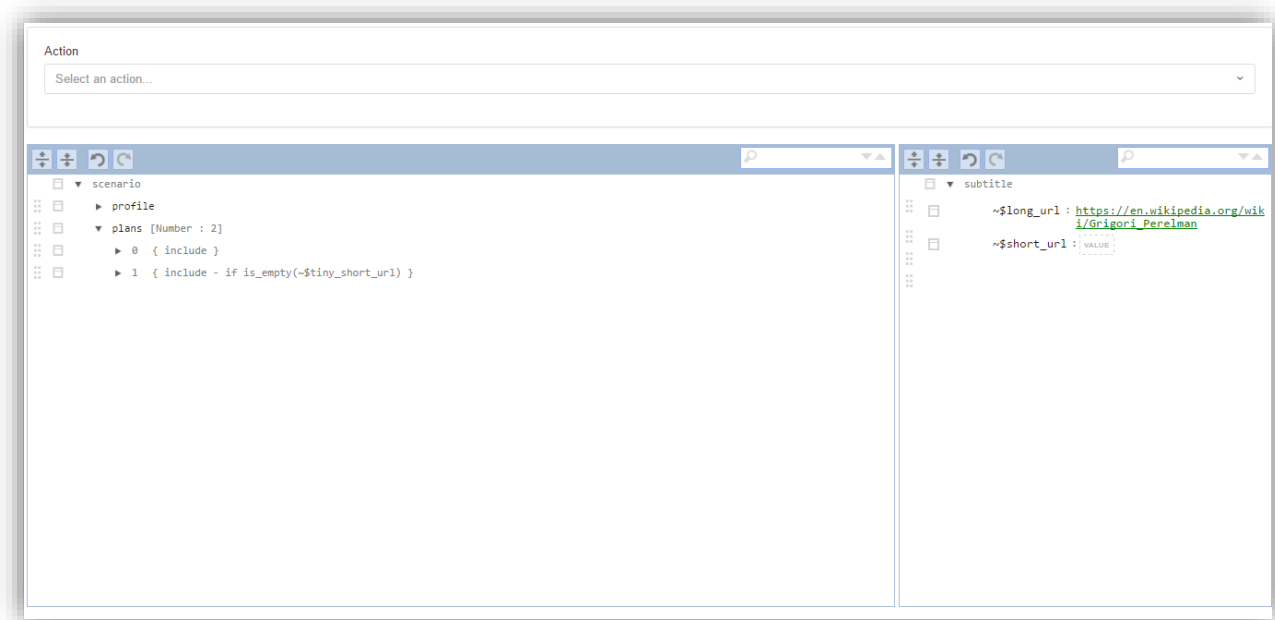 Action
Select an action...
scenario
profile
plans [Number : 2]
0 { include }
1 { include - if is_empty(~$tiny_short_url) }
subtitle
~$long_url : https://en.wikipedia.org/wik
i/Grigori_Perelman
~$short_url : VALUE